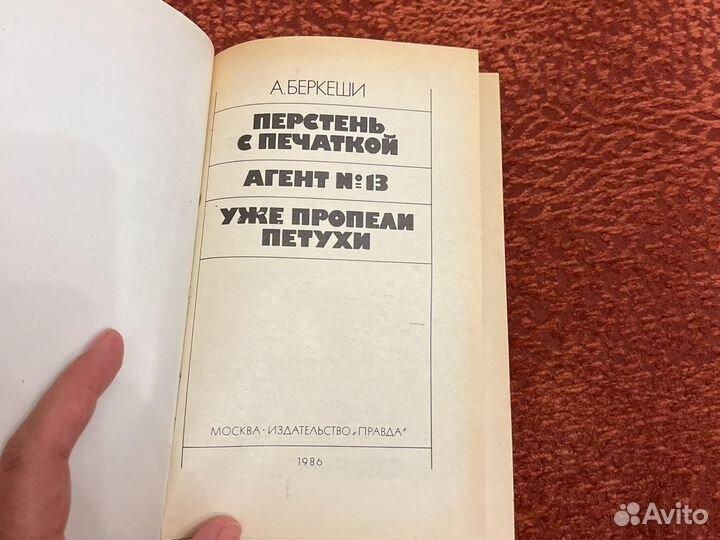 А. БЕРКЕШИ
ПЕРСТЕНЬ
С ПЕЧАТКОЙ
АГЕНТ №13
УЖЕ ПРОПЕЛИ
ПЕТУХИ
МОСКВА · ИЗДАТЕЛЬСТВО „ПРАВДА"
1986
Avito